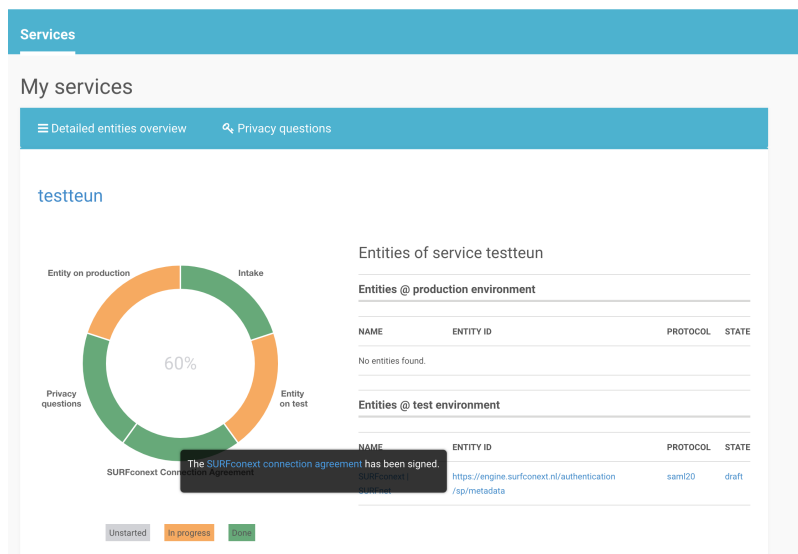 Services
My services
Detailed entities overview
Privacy questions
testteun
Entity on production
Intake
60%
Privacy
questions
Entity
on test
SURFconext Connection Agreement
The SURFconext connection agreement has been signed.
Unstarted
In progress
Done
Entities of service testteun
Entities @ production environment
NAME ENTITY ID PROTOCOL STATE
No entities found.
Entities @ test environment
NAME ENTITY ID PROTOCOL STATE
SURFconext | https://engine.surfconext.nl/authentication saml20 draft
SURFnet /sp/metadata